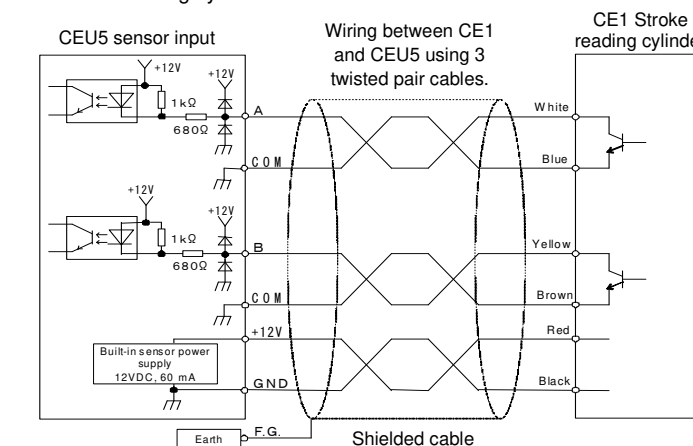 CEU5 sensor input
Wiring between CE1
and CEU5 using 3
twisted pair cables.
CE1 Stroke
reading
+12V
+12V
1kΩ
680Ω
A
COM
White
Blue
+12V
+12V
1kΩ
680Ω
B
COM
Yellow
Brown
+12V
Built-in sensor power
supply
12VDC, 60 mA
GND
Red
Black
Earth
F.G.
Shielded cable